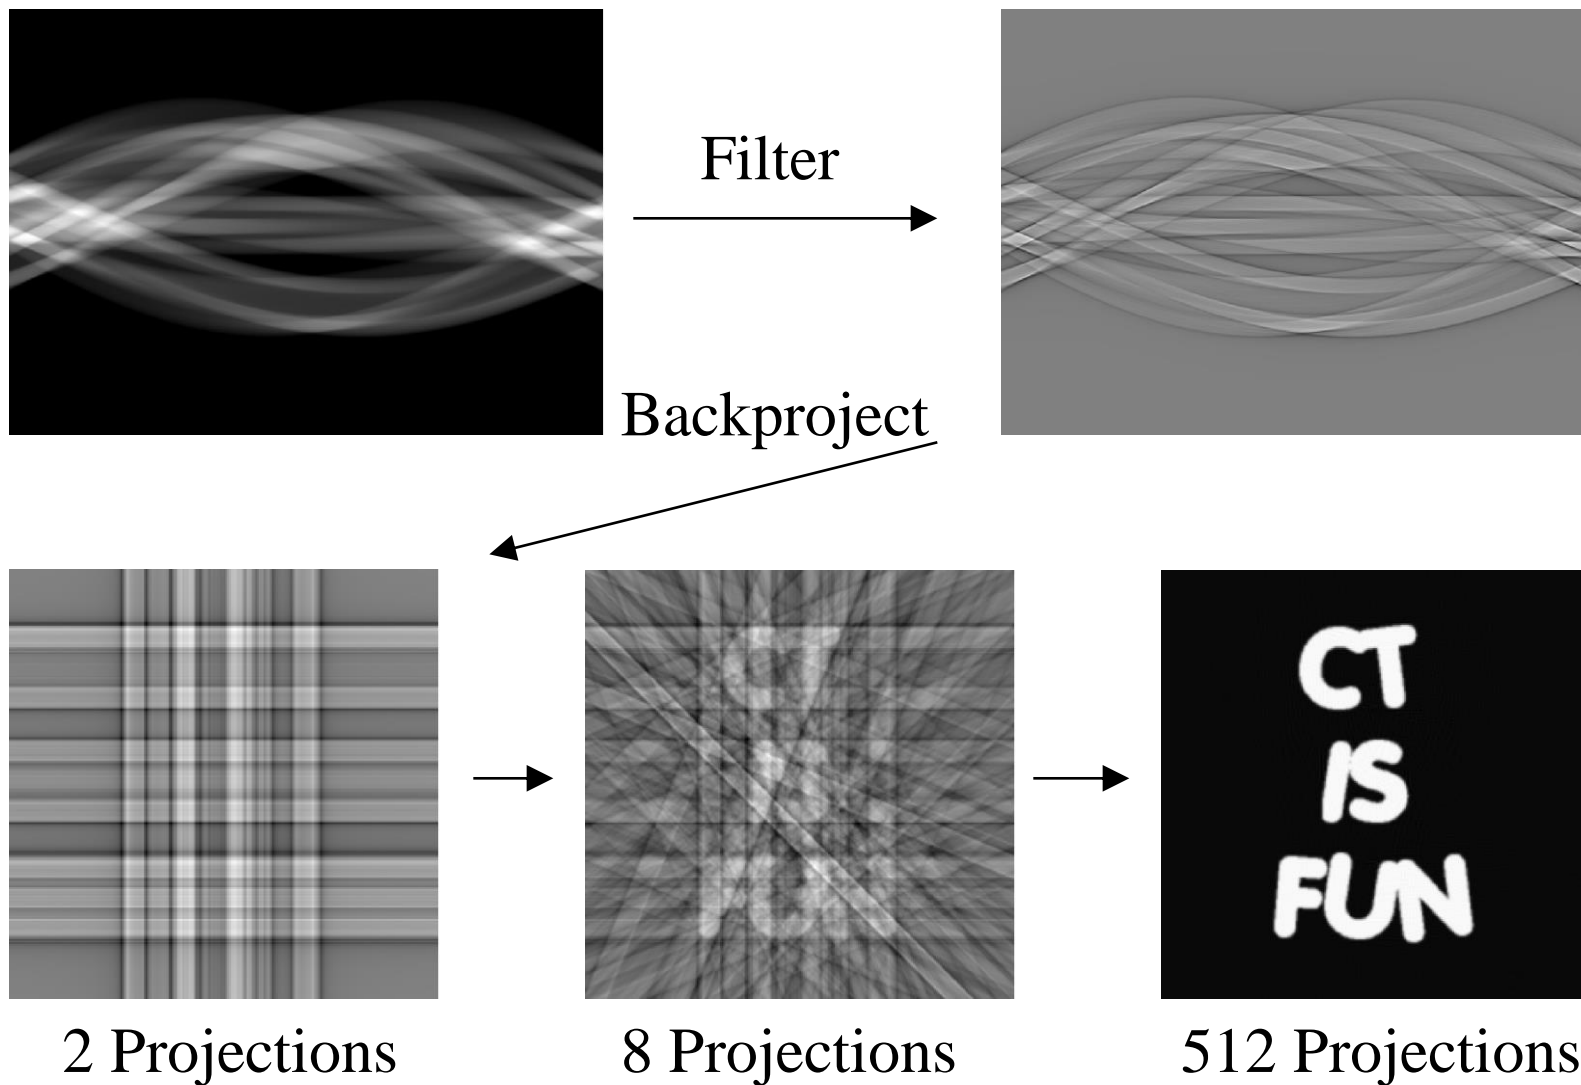 Filter
Backproject
CT
IS
FUN
2 Projections
8 Projections
512 Projections